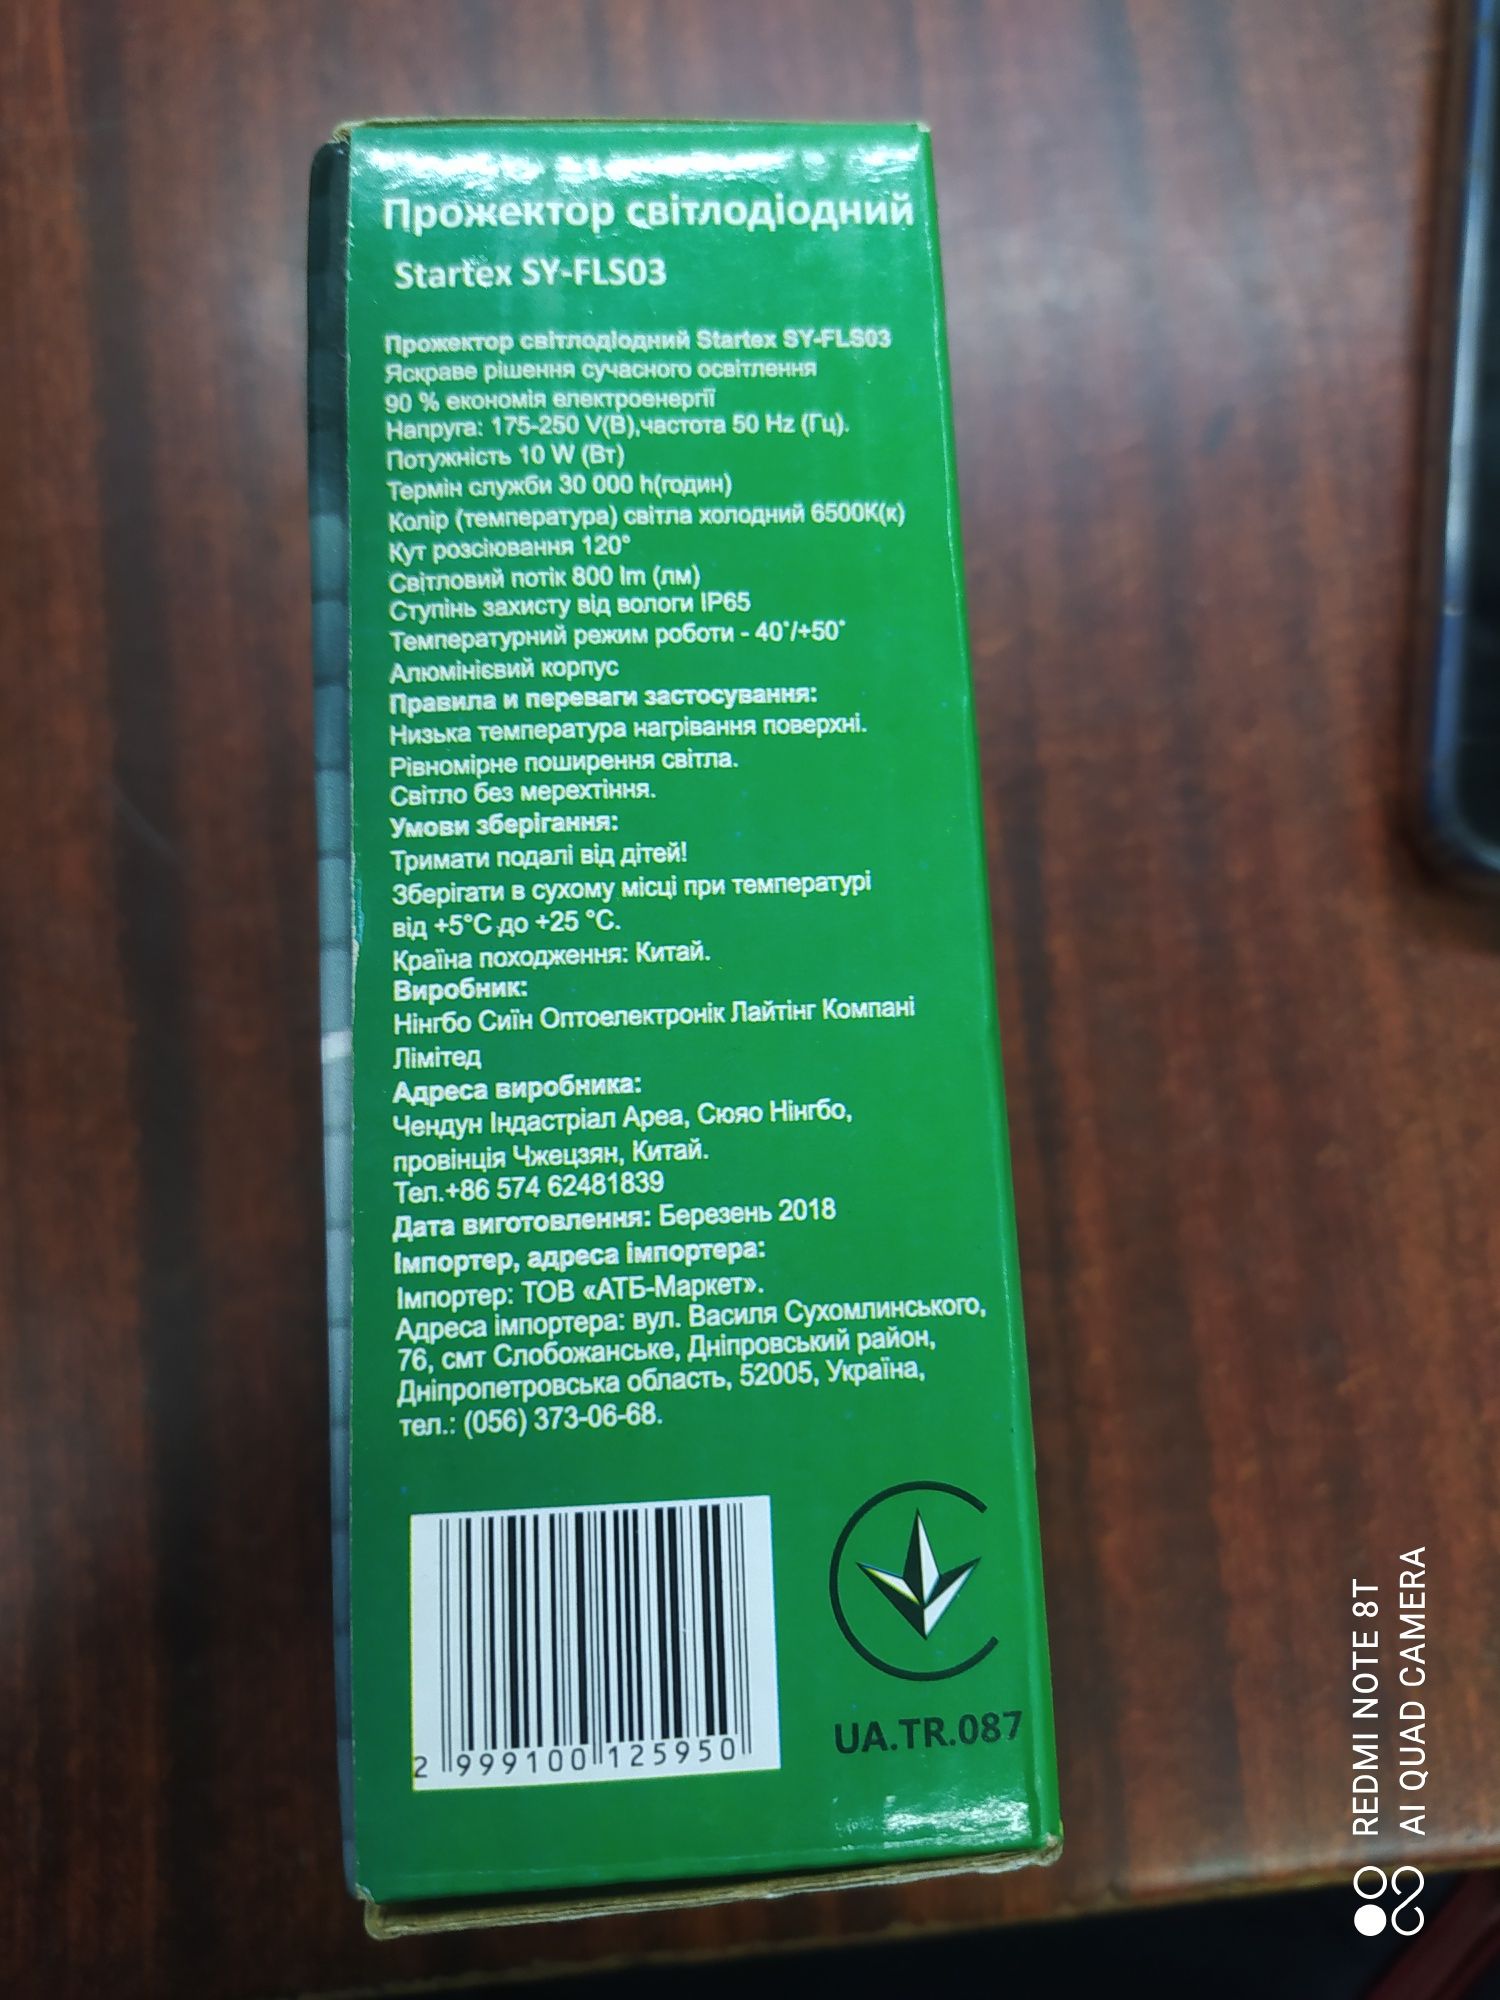 Прожектор світлодіодний
Startex SY-FLS03
Прожектор світлодіодний Startex SY-FLS03
Яскраве рішення сучасного освітлення
90 % економія електроенергії
Напруга: 175-250 V(В),частота 50 Hz (Гц).
Потужність 10 W (Вт)
Термін служби 30 000 h(годин)
Колір (температура) світла холодний 6500К(к)
Кут розсіювання 120°
Світловий потік 800 lm (лм)
Ступінь захисту від вологи IP65
Температурний режим роботи - 40°/+50°
Алюмінієвий корпус
Правила и переваги застосування:
Низька температура нагрівання поверхні.
Рівномірне поширення світла.
Світло без мерехтіння.
Умови зберігання:
Тримати подалі від дітей!
Зберігати в сухому місці при температурі
від +5°C до +25 °C.
Країна походження: Китай.
Виробник:
Нінгбо Сиїн Оптоелектронік Лайтінг Компані
Лімітед
Адреса виробника:
Чендун Індастріал Ареа, Сюяо Нінгбо,
провінція Чжецзян, Китай.
Тел.+86 574 62481839
Дата виготовлення: Березень 2018
Імпортер, адреса імпортера:
Імпортер: ТОВ «АТБ-Маркет».
Адреса імпортера: вул. Василя Сухомлинського,
76, смт Слобожанське, Дніпровський район,
Дніпропетровська область, 52005, Україна,
тел.: (056) 373-06-68.
2 999100 125950
UA.TR.087
REDMI NOTE 8T
AI QUAD CAMERA